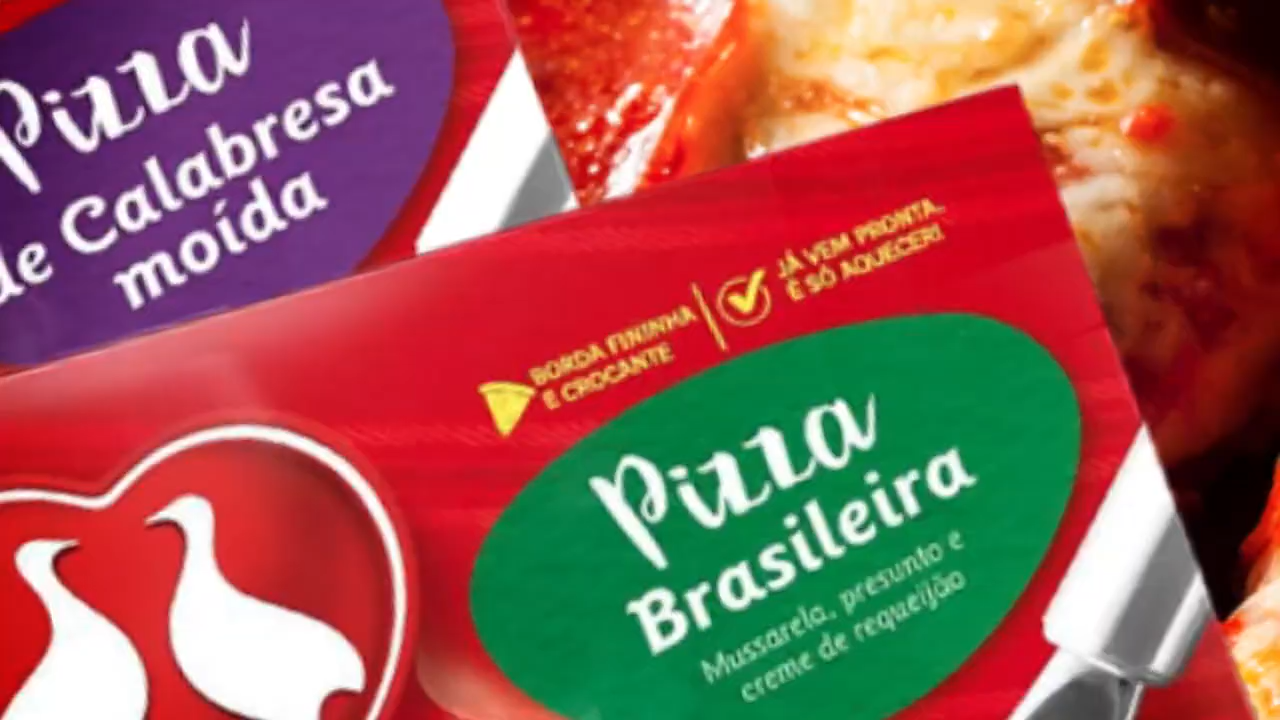 Pizza
de Calabresa
moída
BORDA FININHA
E CROCANTE
JÁ VEM PRONTA.
É SÓ AQUECER!
Pizza
Brasileira
Mussarela, presunto e
creme de requeijão